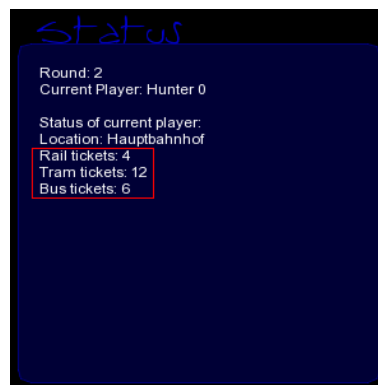 Status
Round: 2
Current Player: Hunter 0
Status of current player:
Location: Hauptbahnhof
Rail tickets: 4
Tram tickets: 12
Bus tickets: 6